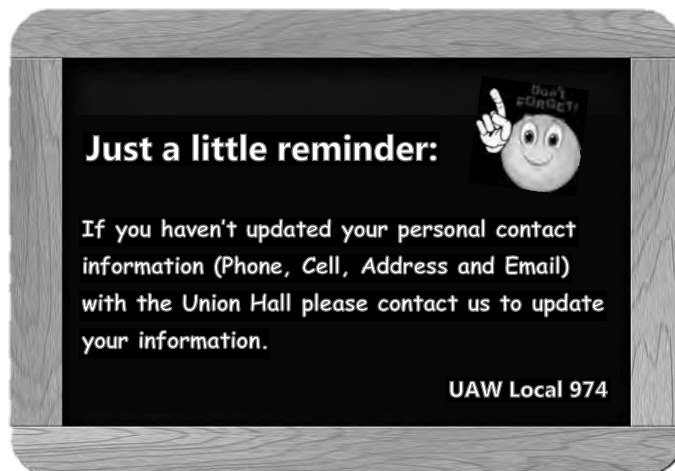 Don't
FORGET!
Just a little reminder:
If you haven't updated your personal contact
information (Phone, Cell, Address and Email)
with the Union Hall please contact us to update
your information.
UAW Local 974